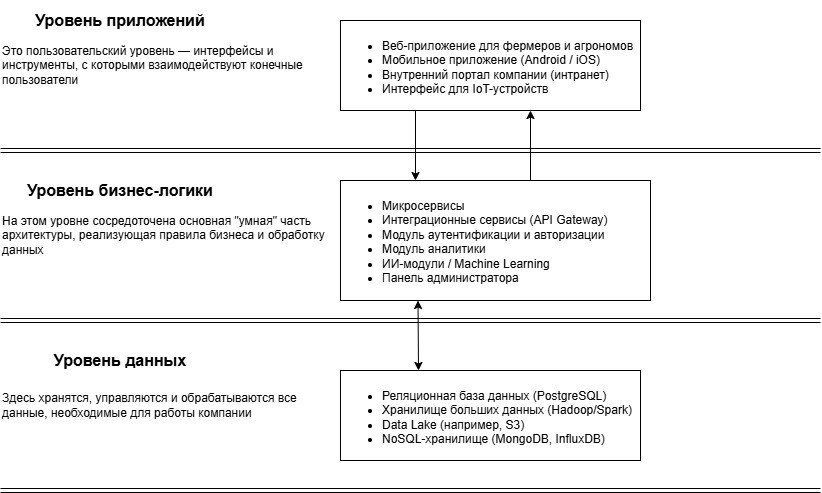 Уровень приложений
Это пользовательский уровень — интерфейсы и
инструменты, с которыми взаимодействуют конечные
пользователи
• Веб-приложение для фермеров и агрономов
• Мобильное приложение (Android / iOS)
• Внутренний портал компании (интранет)
• Интерфейс для IoT-устройств
Уровень бизнес-логики
На этом уровне сосредоточена основная "умная" часть
архитектуры, реализующая правила бизнеса и обработку
данных
• Микросервисы
• Интеграционные сервисы (API Gateway)
• Модуль аутентификации и авторизации
• Модуль аналитики
• ИИ-модули / Machine Learning
• Панель администратора
Уровень данных
Здесь хранятся, управляются и обрабатываются все
данные, необходимые для работы компании
• Реляционная база данных (PostgreSQL)
• Хранилище больших данных (Hadoop/Spark)
• Data Lake (например, S3)
• NoSQL-хранилище (MongoDB, InfluxDB)